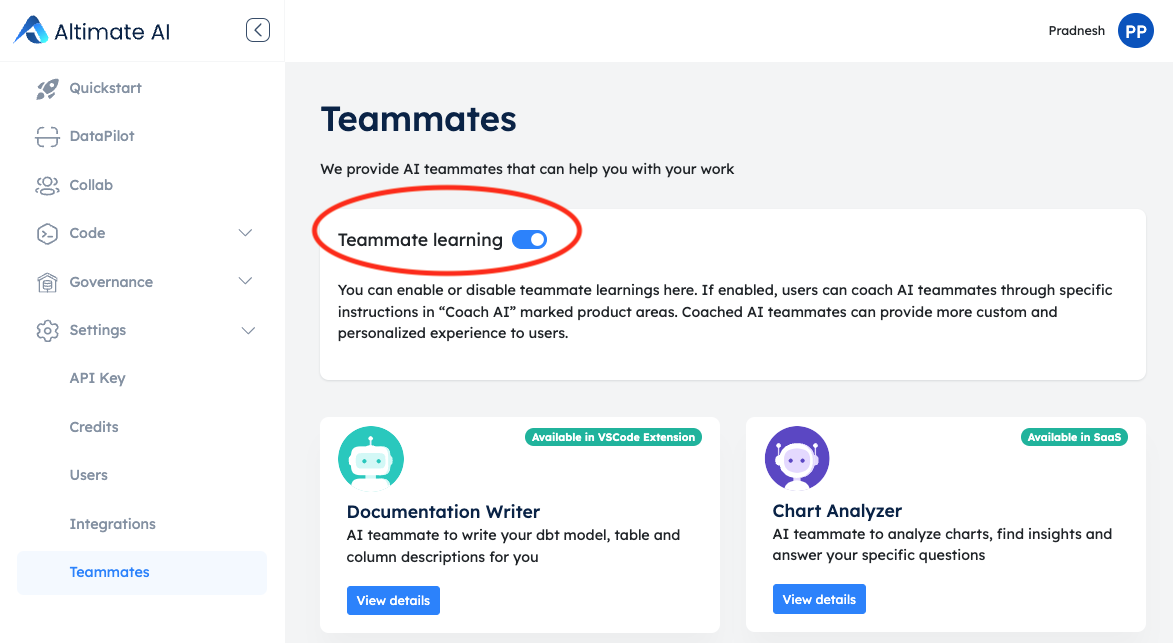 Altimate AI
Pradnesh
PP
Quickstart
DataPilot
Collab
Code
Governance
Settings
API Key
Credits
Users
Integrations
Teammates
Teammates
We provide AI teammates that can help you with your work
Teammate learning
You can enable or disable teammate learnings here. If enabled, users can coach AI teammates through specific
instructions in “Coach AI” marked product areas. Coached AI teammates can provide more custom and
personalized experience to users.
Available in VSCode Extension
Documentation Writer
AI teammate to write your dbt model, table and
column descriptions for you
View details
Available in SaaS
Chart Analyzer
AI teammate to analyze charts, find insights and
answer your specific questions
View details